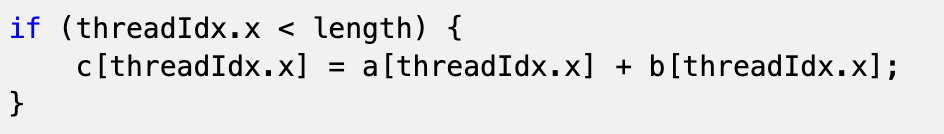 if (threadIdx.x < length) {
    c[threadIdx.x] = a[threadIdx.x] + b[threadIdx.x];
}